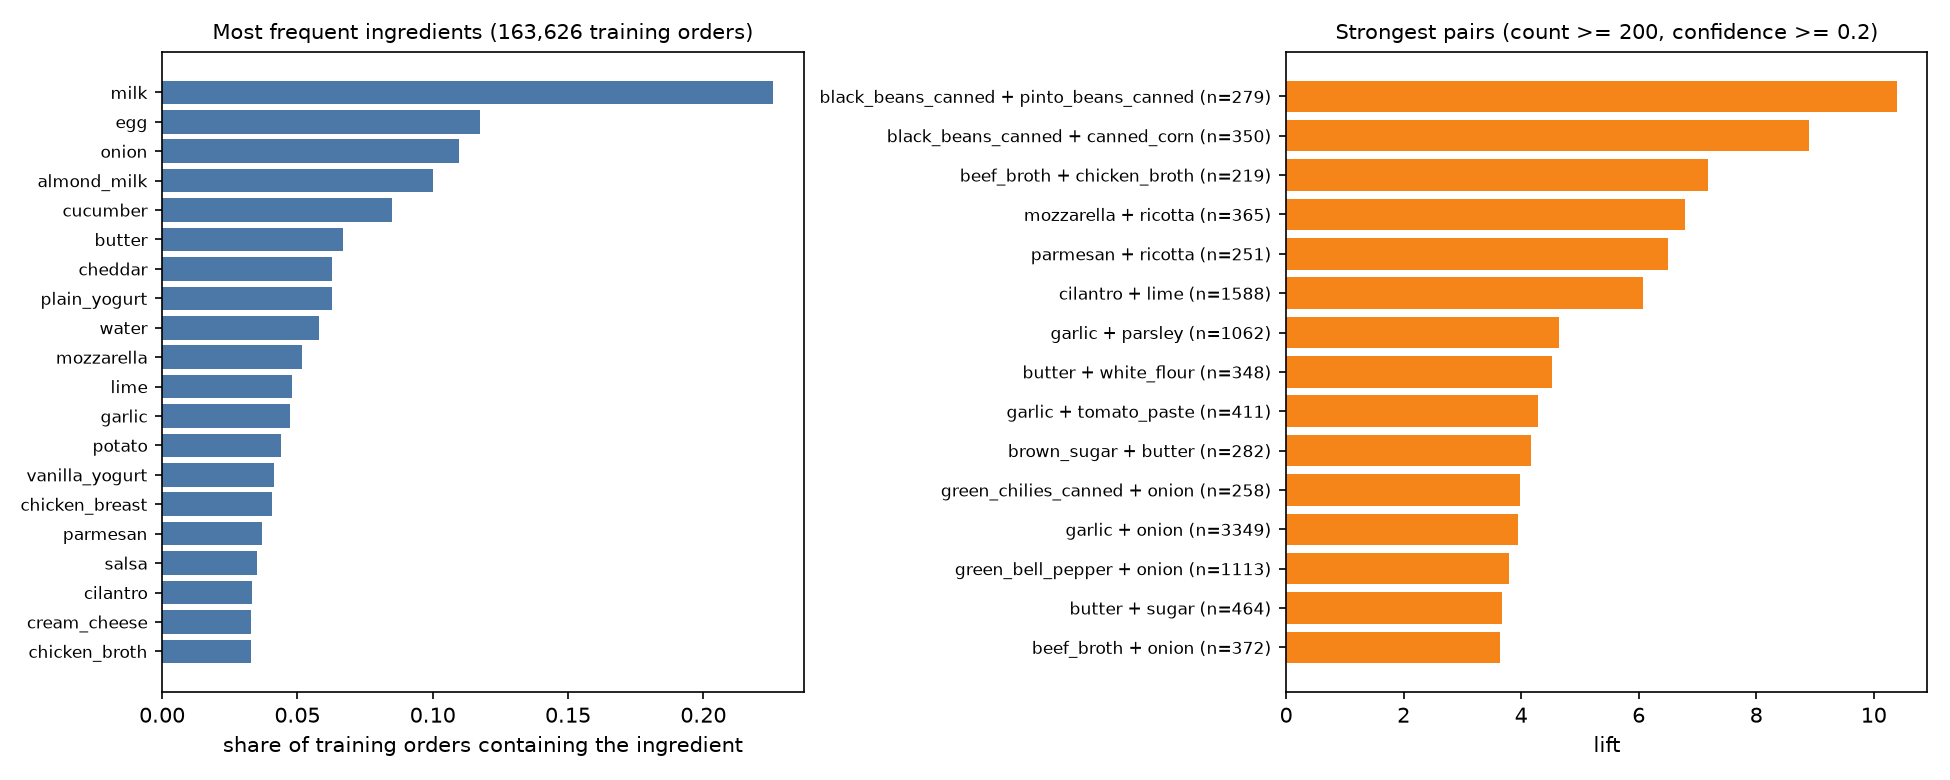 Most frequent ingredients (163,626 training orders)
milk
egg
onion
almond_milk
cucumber
butter
cheddar
plain_yogurt
water
mozzarella
lime
garlic
potato
vanilla_yogurt
chicken_breast
parmesan
salsa
cilantro
cream_cheese
chicken_broth
0.00 0.05 0.10 0.15 0.20
share of training orders containing the ingredient
Strongest pairs (count >= 200, confidence >= 0.2)
black_beans_canned + pinto_beans_canned (n=279)
black_beans_canned + canned_corn (n=350)
beef_broth + chicken_broth (n=219)
mozzarella + ricotta (n=365)
parmesan + ricotta (n=251)
cilantro + lime (n=1588)
garlic + parsley (n=1062)
butter + white_flour (n=348)
garlic + tomato_paste (n=411)
brown_sugar + butter (n=282)
green_chilies_canned + onion (n=258)
garlic + onion (n=3349)
green_bell_pepper + onion (n=1113)
butter + sugar (n=464)
beef_broth + onion (n=372)
0 2 4 6 8 10
lift